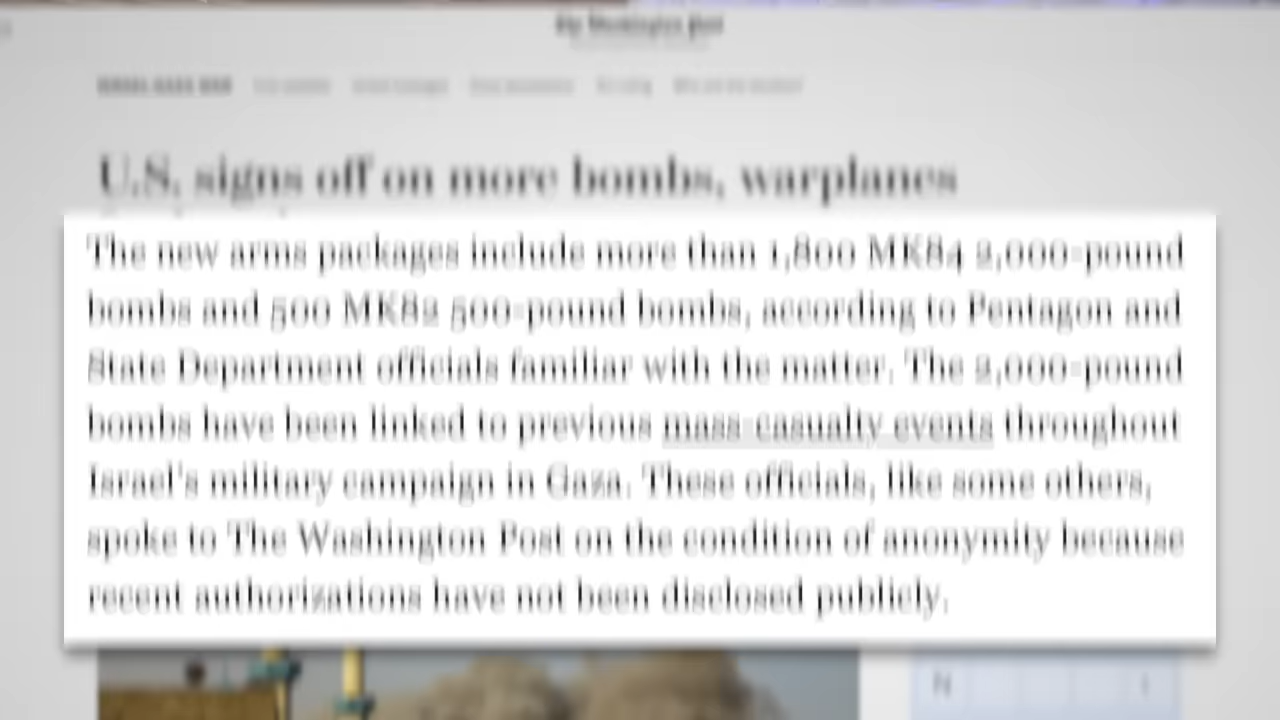 The Washington Post
U.S. signs off on more bombs, warplanes
The new arms packages include more than 1,800 MK84 2,000-pound
bombs and 500 MK82 500-pound bombs, according to Pentagon and
State Department officials familiar with the matter. The 2,000-pound
bombs have been linked to previous mass casualty events throughout
Israel's military campaign in Gaza. These officials, like some others,
spoke to The Washington Post on the condition of anonymity because
recent authorizations have not been disclosed publicly.
N